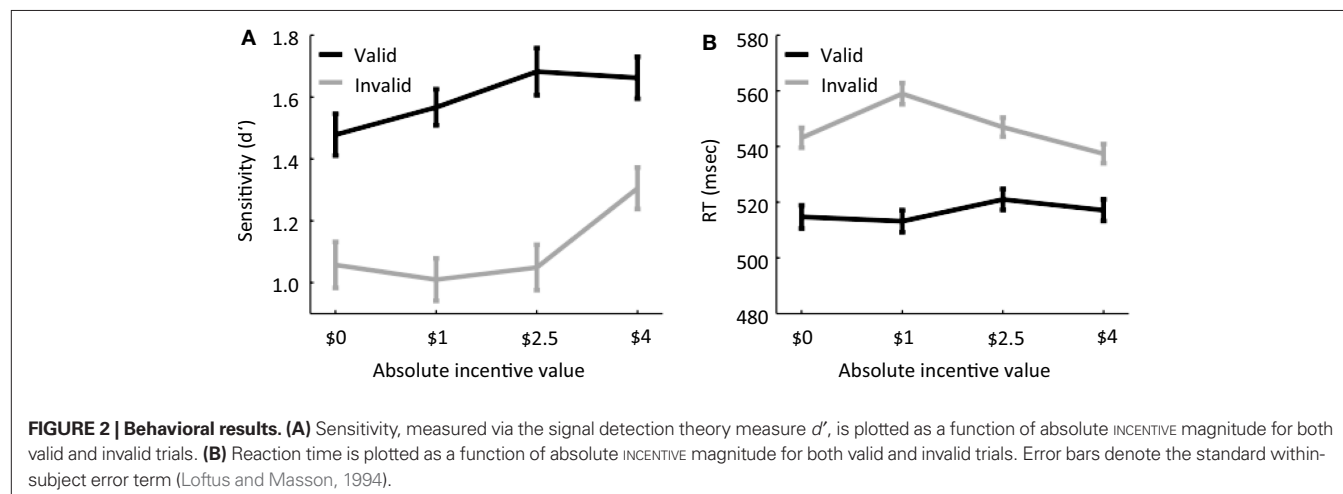 A
1.8
1.6
1.4
1.2
1.0
Sensitivity (d′)
Valid
Invalid
$0
$1
$2.5
$4
Absolute incentive value
B
580
560
540
520
500
480
RT (msec)
Valid
Invalid
$0
$1
$2.5
$4
Absolute incentive value
FIGURE 2 | Behavioral results. (A) Sensitivity, measured via the signal detection theory measure d′, is plotted as a function of absolute INCENTIVE magnitude for both
valid and invalid trials. (B) Reaction time is plotted as a function of absolute INCENTIVE magnitude for both valid and invalid trials. Error bars denote the standard within-
subject error term (Loftus and Masson, 1994).